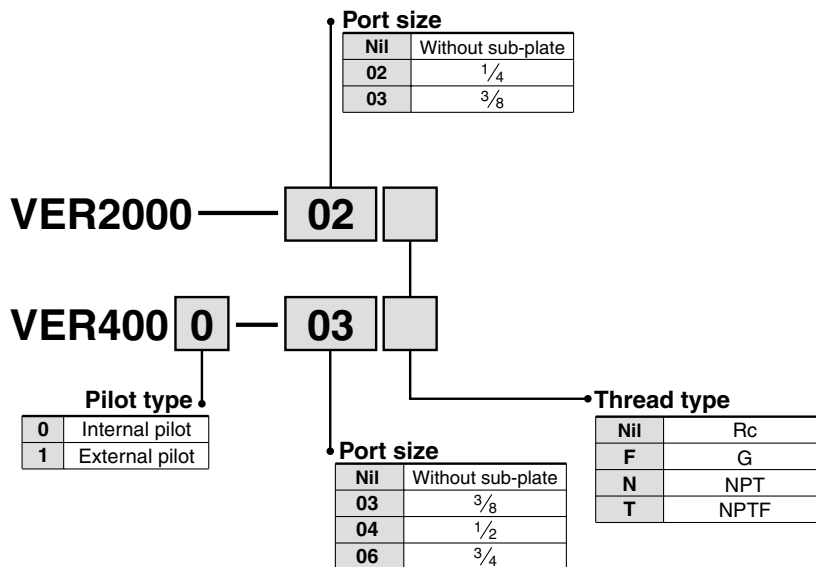 Port size
Nil Without sub-plate
02 1/4
03 3/8
VER2000 — 02
VER400 0 — 03
Pilot type
0 Internal pilot
1 External pilot
Port size
Nil Without sub-plate
03 3/8
04 1/2
06 3/4
Thread type
Nil Rc
F G
N NPT
T NPTF